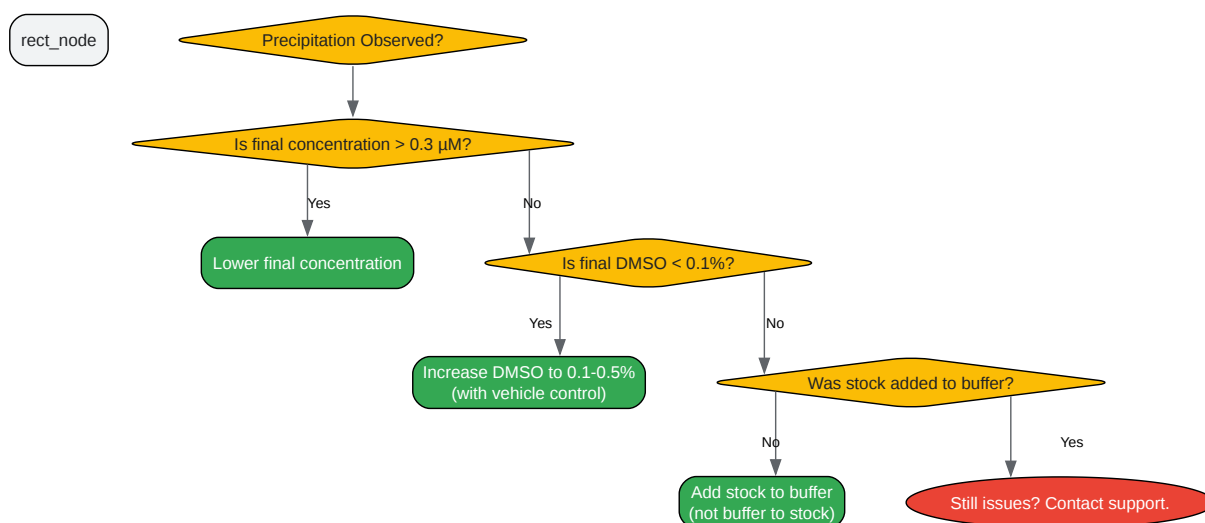 rect_node
Precipitation Observed?
Is final concentration > 0.3 µM?
Yes
No
Lower final concentration
Is final DMSO < 0.1%?
Yes
No
Increase DMSO to 0.1-0.5%
(with vehicle control)
Was stock added to buffer?
No
Yes
Add stock to buffer
(not buffer to stock)
Still issues? Contact support.